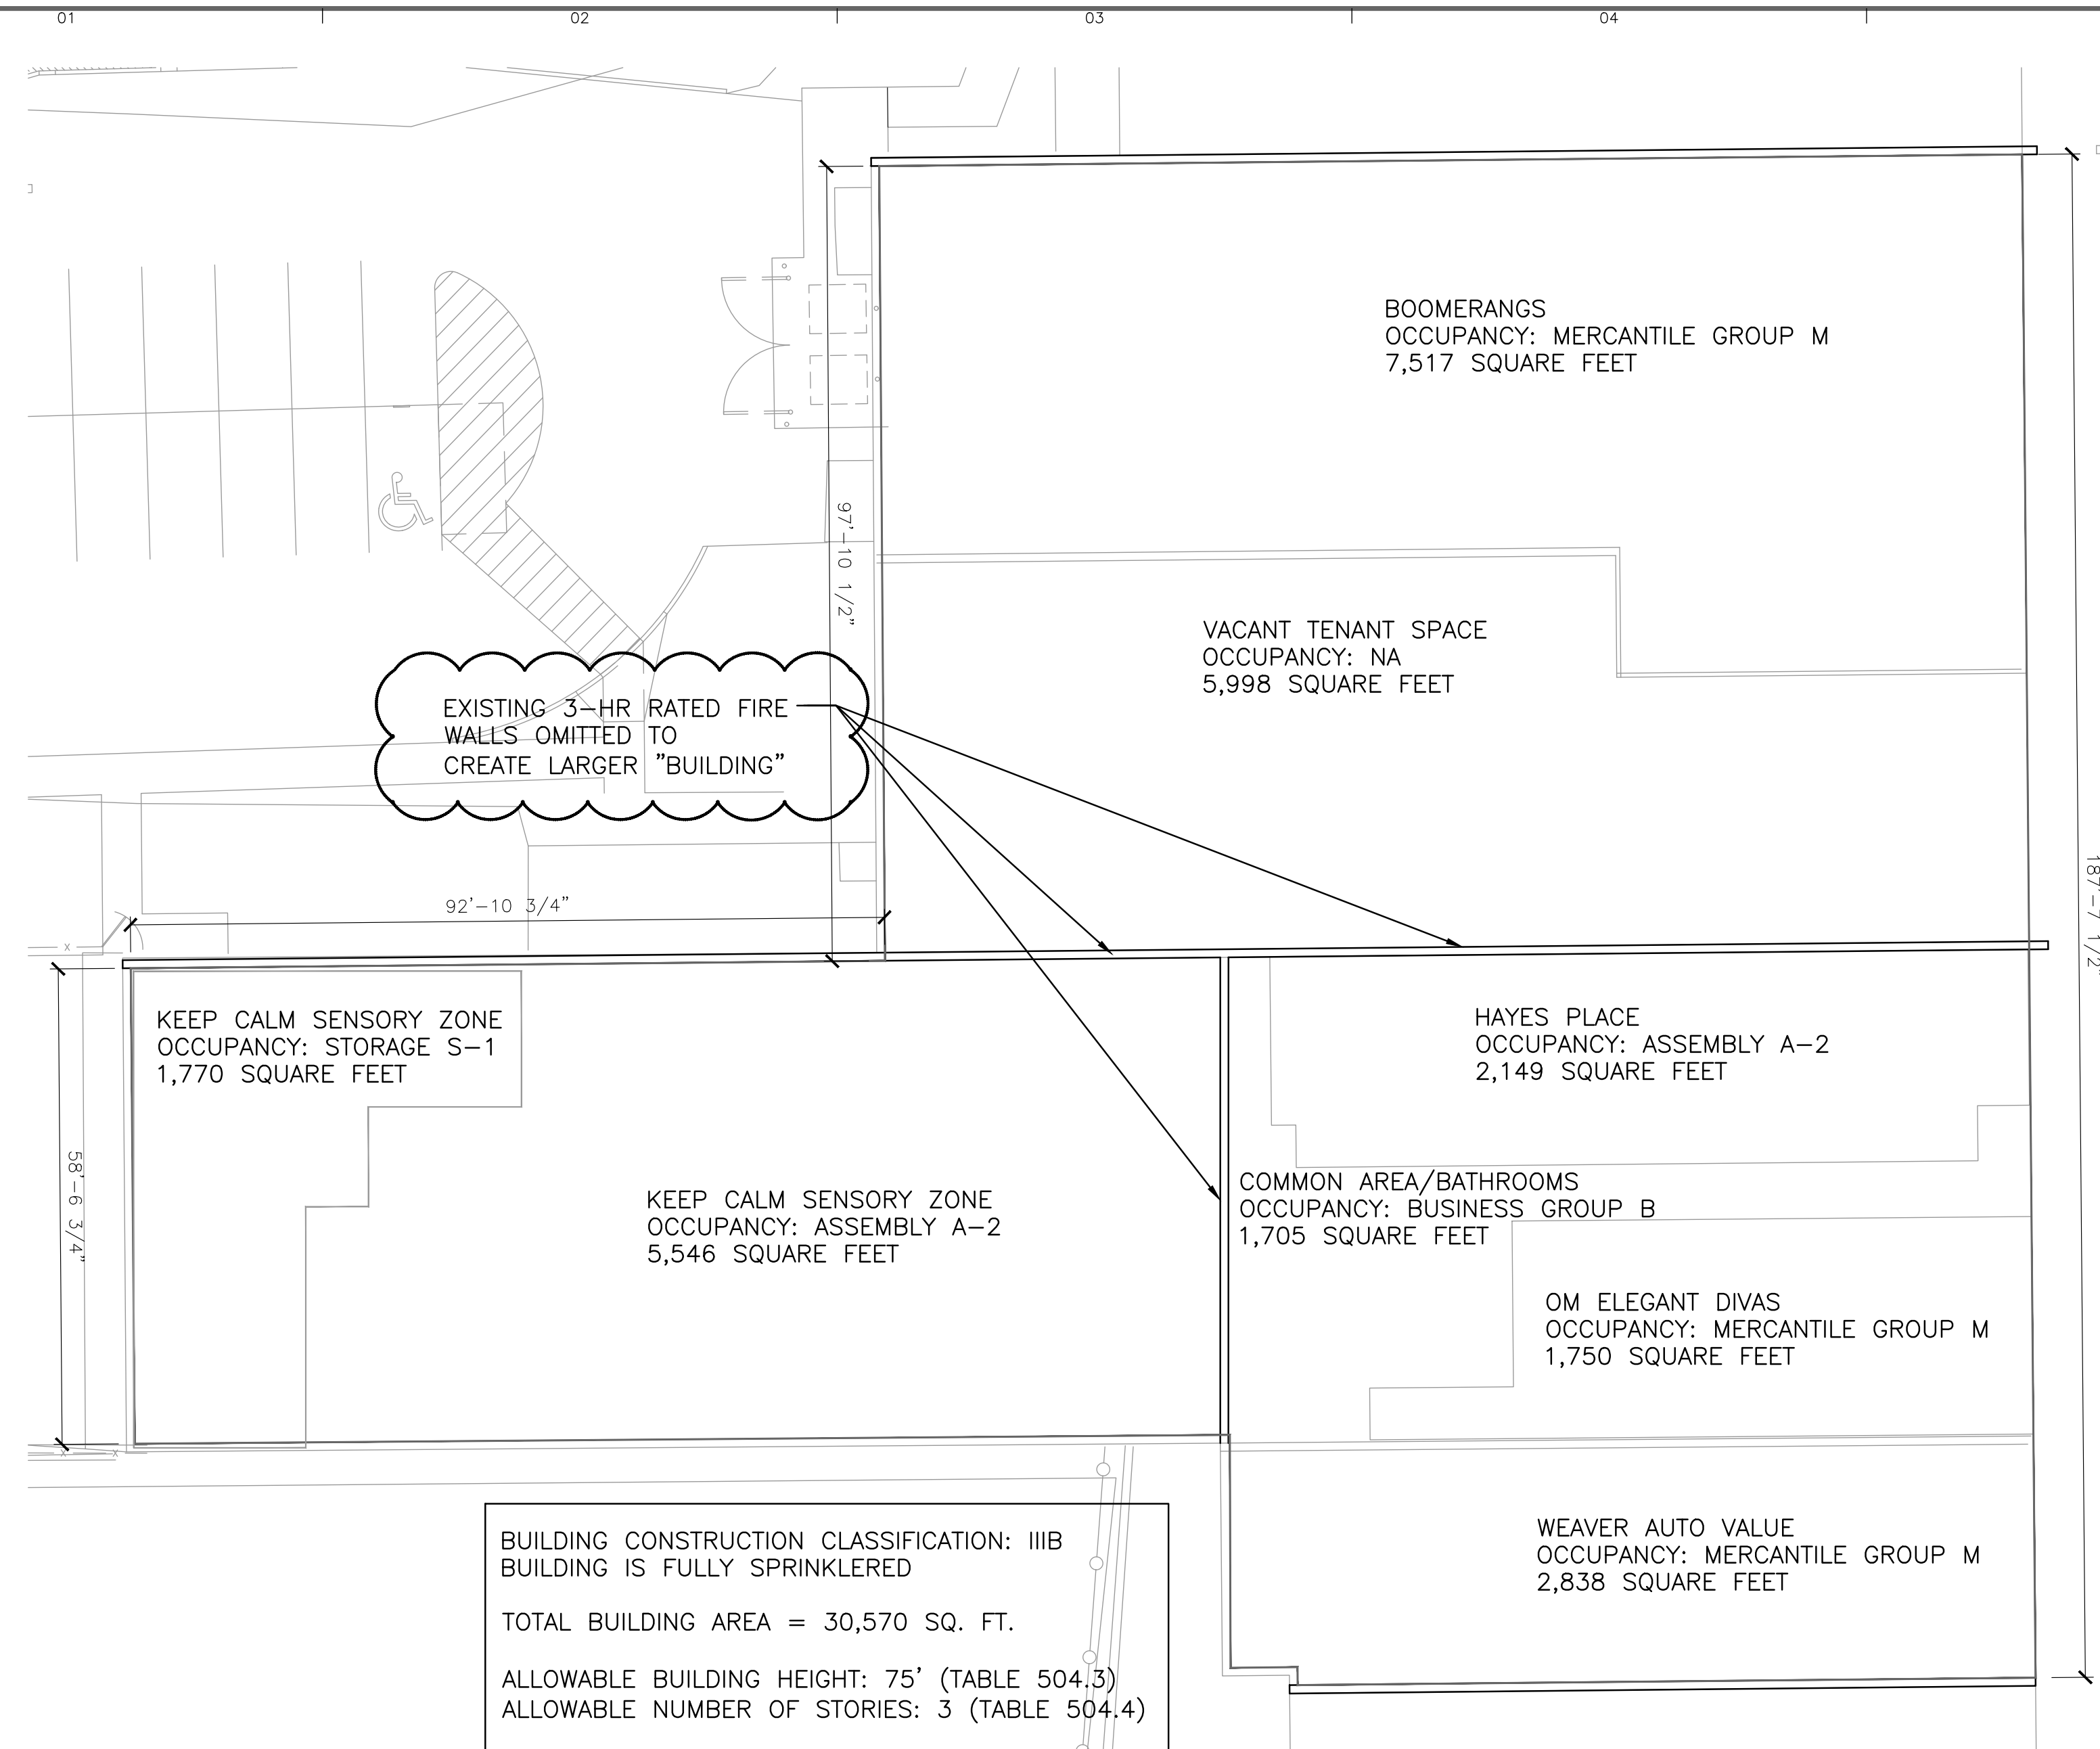 01 02 03 04
BOOMERANGS
OCCUPANCY: MERCANTILE GROUP M
7,517 SQUARE FEET
97'-10 1/2"
VACANT TENANT SPACE
OCCUPANCY: NA
5,998 SQUARE FEET
EXISTING 3-HR RATED FIRE
WALLS OMITTED TO
CREATE LARGER "BUILDING"
187'-7 1/2"
92'-10 3/4"
X
KEEP CALM SENSORY ZONE
OCCUPANCY: STORAGE S-1
1,770 SQUARE FEET
HAYES PLACE
OCCUPANCY: ASSEMBLY A-2
2,149 SQUARE FEET
58'-6 3/4"
KEEP CALM SENSORY ZONE
OCCUPANCY: ASSEMBLY A-2
5,546 SQUARE FEET
COMMON AREA/BATHROOMS
OCCUPANCY: BUSINESS GROUP B
1,705 SQUARE FEET
OM ELEGANT DIVAS
OCCUPANCY: MERCANTILE GROUP M
1,750 SQUARE FEET
X X
WEAVER AUTO VALUE
OCCUPANCY: MERCANTILE GROUP M
2,838 SQUARE FEET
BUILDING CONSTRUCTION CLASSIFICATION: IIIB
BUILDING IS FULLY SPRINKLERED
TOTAL BUILDING AREA = 30,570 SQ. FT.
ALLOWABLE BUILDING HEIGHT: 75' (TABLE 504.3)
ALLOWABLE NUMBER OF STORIES: 3 (TABLE 504.4)